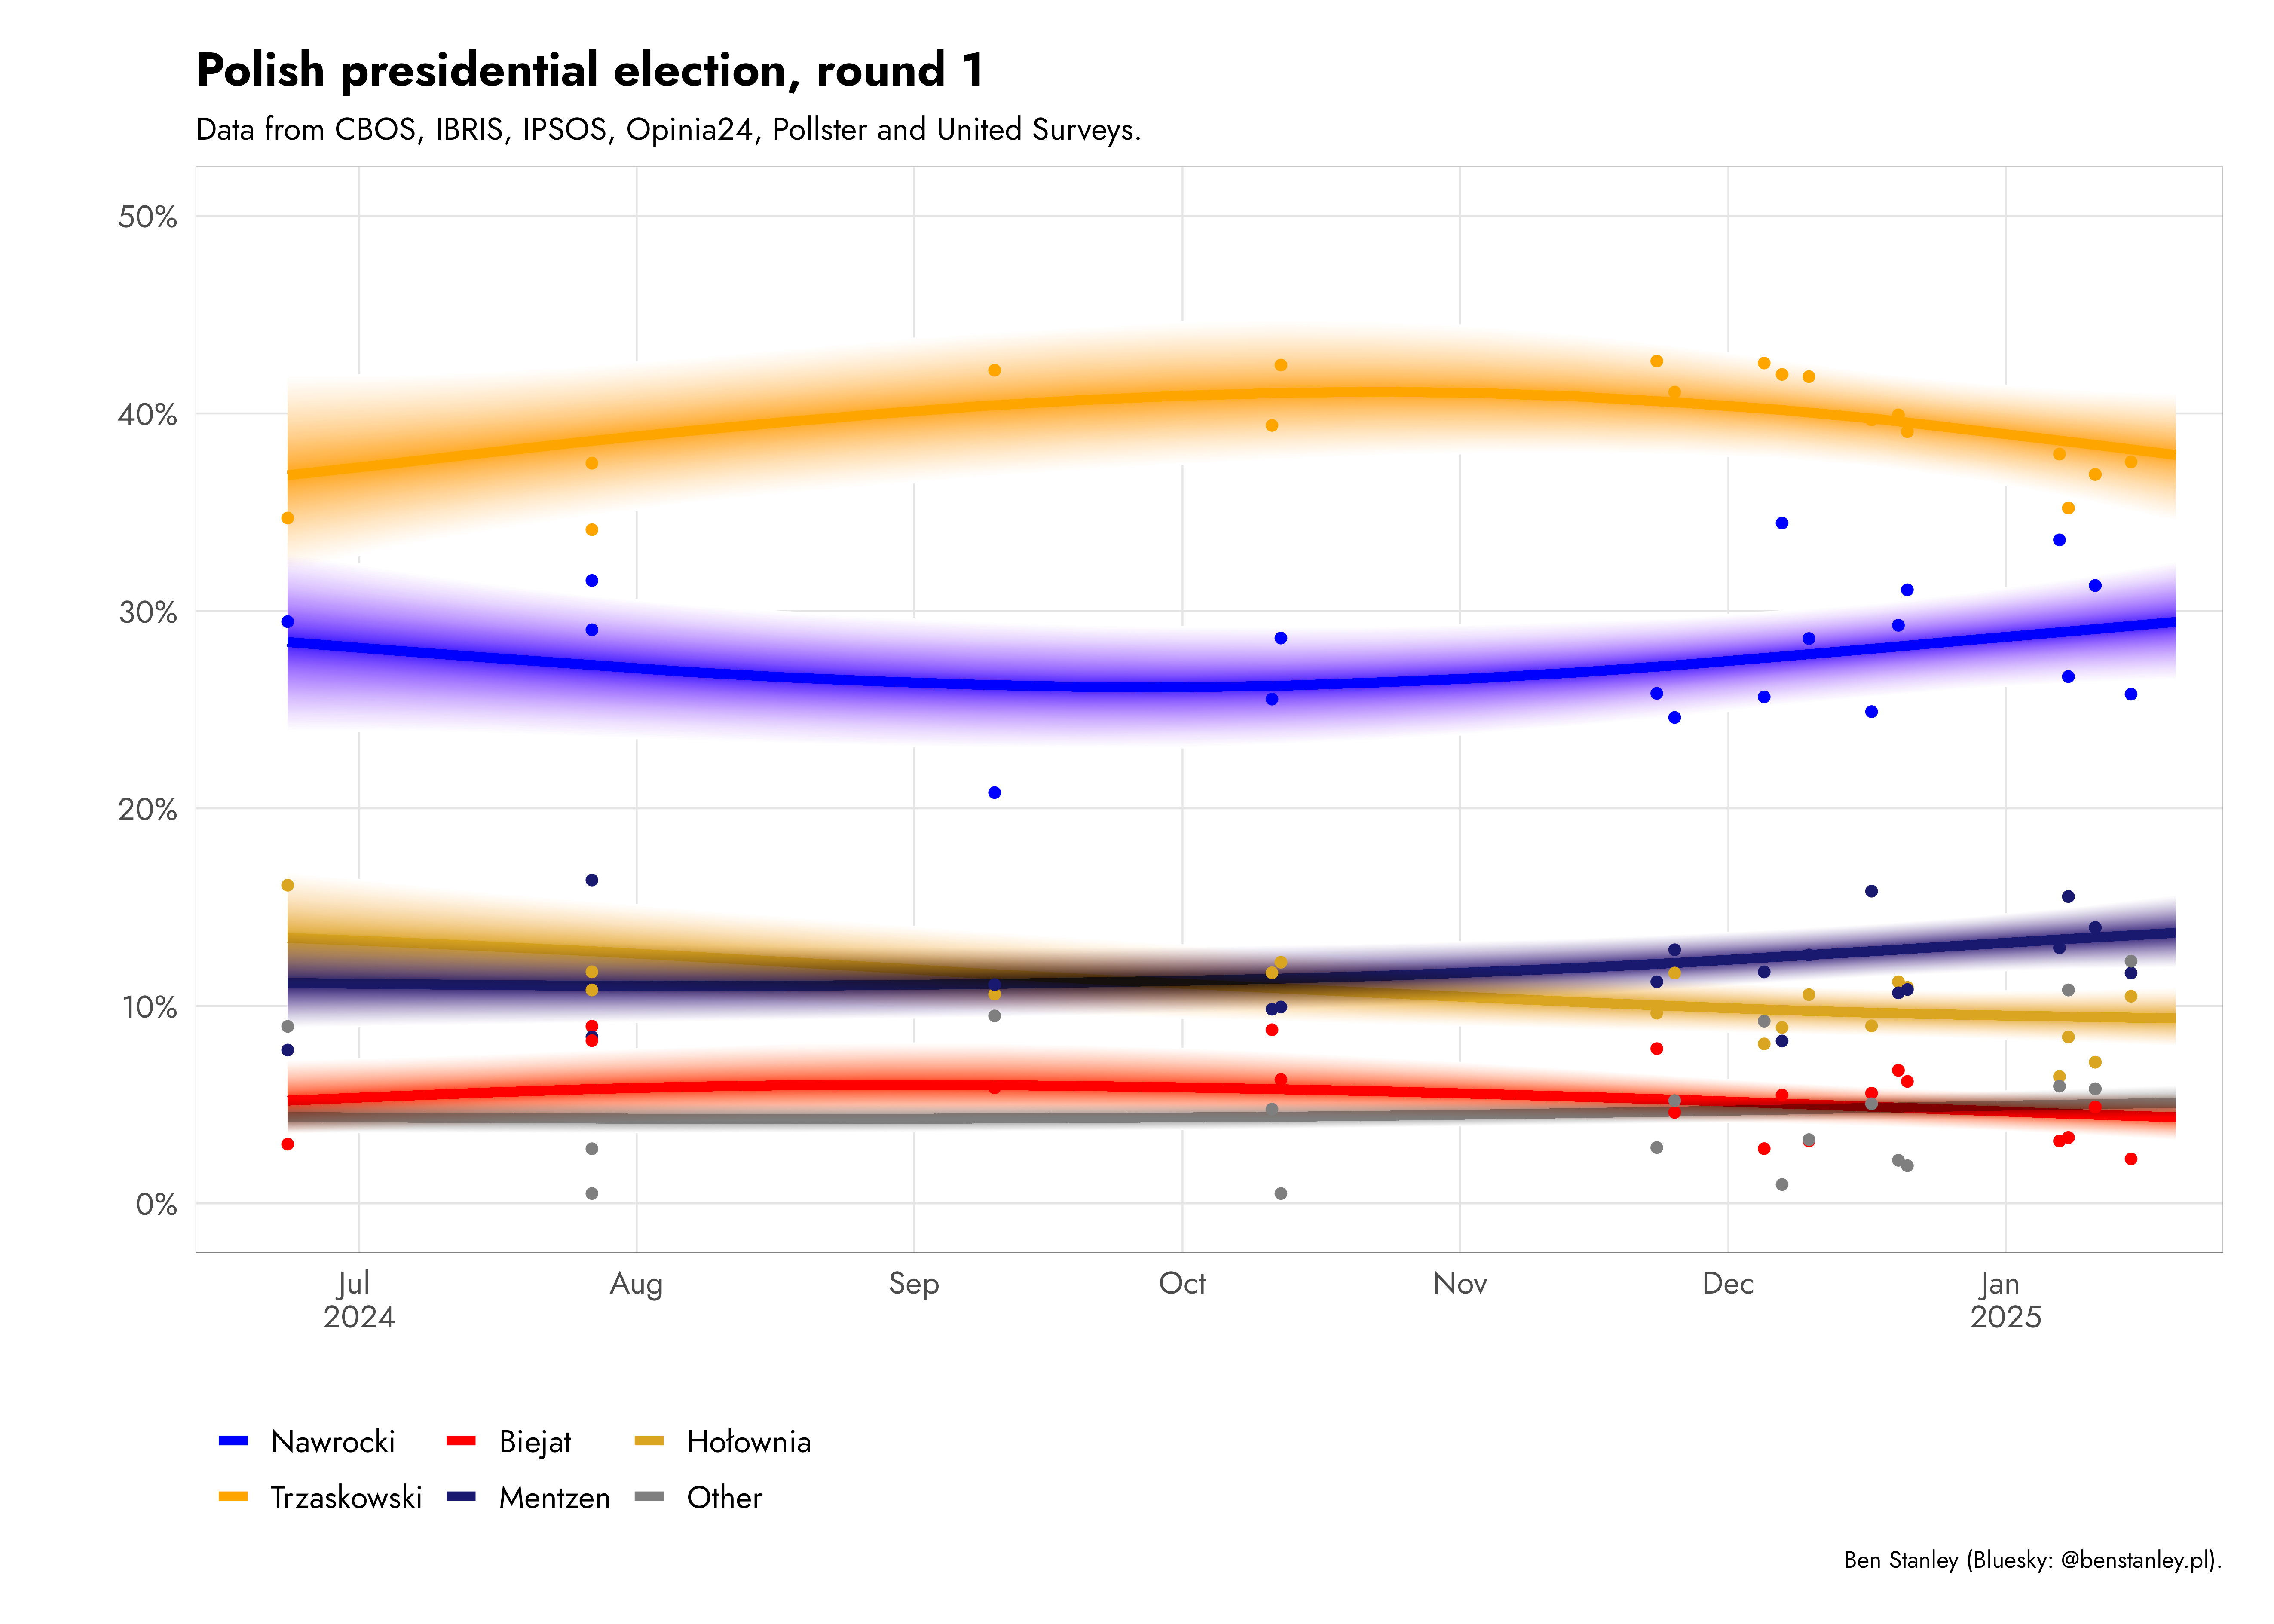 Polish presidential election, round 1
Data from CBOS, IBRIS, IPSOS, Opinia24, Pollster and United Surveys.
50%
40%
30%
20%
10%
0%
Jul Aug Sep Oct Nov Dec Jan
2024 2025
Nawrocki Biejat Hołownia
Trzaskowski Mentzen Other
Ben Stanley (Bluesky: @benstanley.pl).